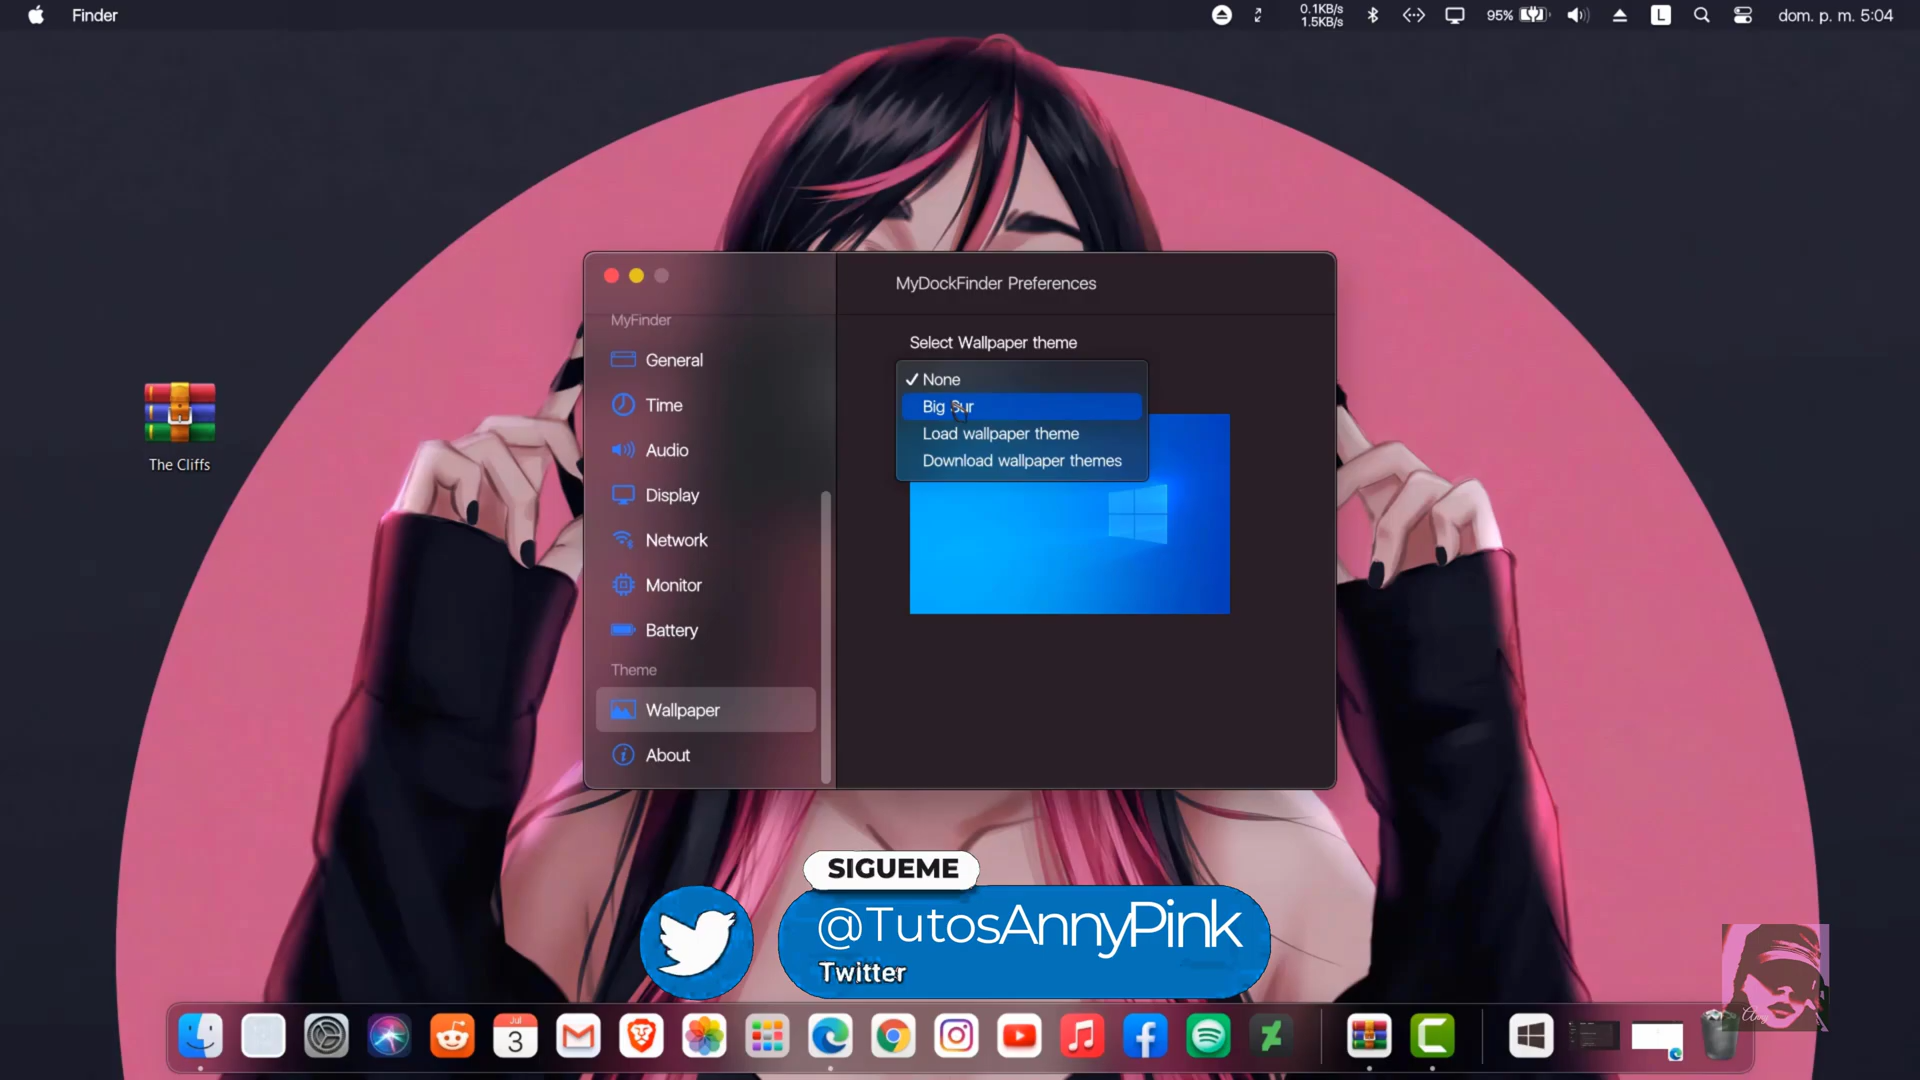 Finder
0.1KB/s
1.5KB/s
95%
L
dom. p. m. 5:04
MyDockFinder Preferences
MyFinder
General
Time
Audio
Display
Network
Monitor
Battery
Theme
Wallpaper
About
Select Wallpaper theme
✓ None
Big Sur
Load wallpaper theme
Download wallpaper themes
The Cliffs
SIGUEME
@TutosAnnyPink
Twitter
Jul
3